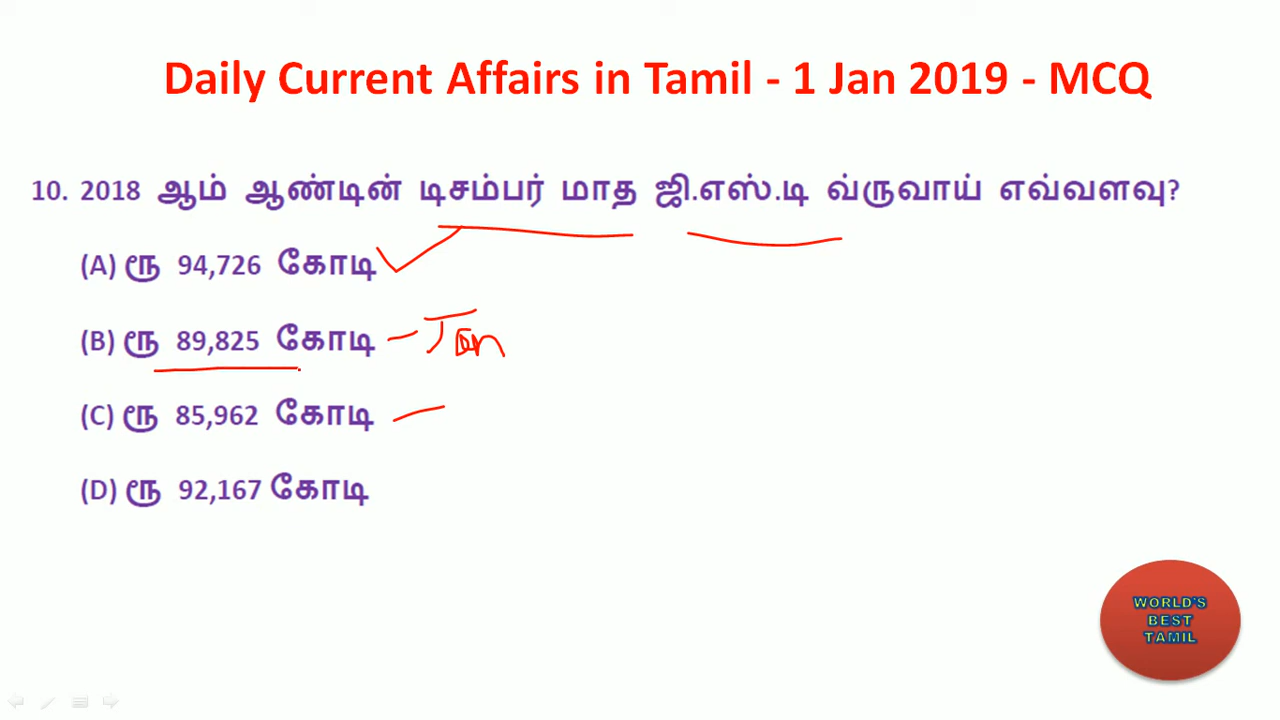 Daily Current Affairs in Tamil - 1 Jan 2019 - MCQ
10. 2018 ஆம் ஆண்டின் டிசம்பர் மாத ஜி.எஸ்.டி வ்ருவாய் எவ்வளவு?
(A) ரூ 94,726 கோடி
(B) ரூ 89,825 கோடி – Jan
(C) ரூ 85,962 கோடி –
(D) ரூ 92,167 கோடி
WORLD'S
BEST
TAMIL